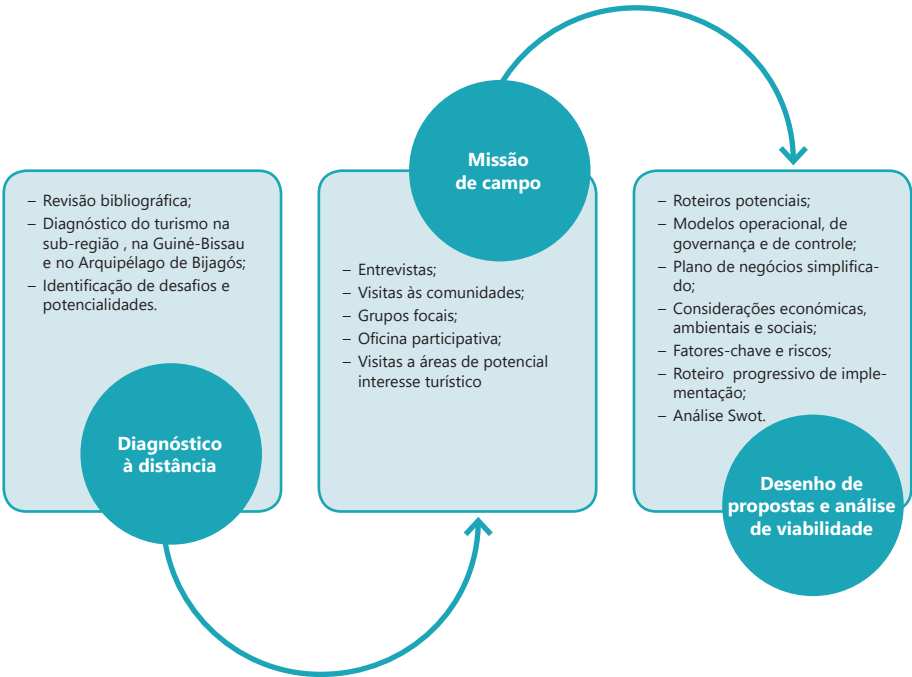 – Revisão bibliográfica;
– Diagnóstico do turismo na
sub-região , na Guiné-Bissau
e no Arquipélago de Bijagós;
– Identificação de desafios e
potencialidades.
Diagnóstico
à distância
Missão
de campo
– Entrevistas;
– Visitas às comunidades;
– Grupos focais;
– Oficina participativa;
– Visitas a áreas de potencial
interesse turístico
– Roteiros potenciais;
– Modelos operacional, de
governança e de controle;
– Plano de negócios simplifica-
do;
– Considerações económicas,
ambientais e sociais;
– Fatores-chave e riscos;
– Roteiro progressivo de imple-
mentação;
– Análise Swot.
Desenho de
propostas e análise
de viabilidade